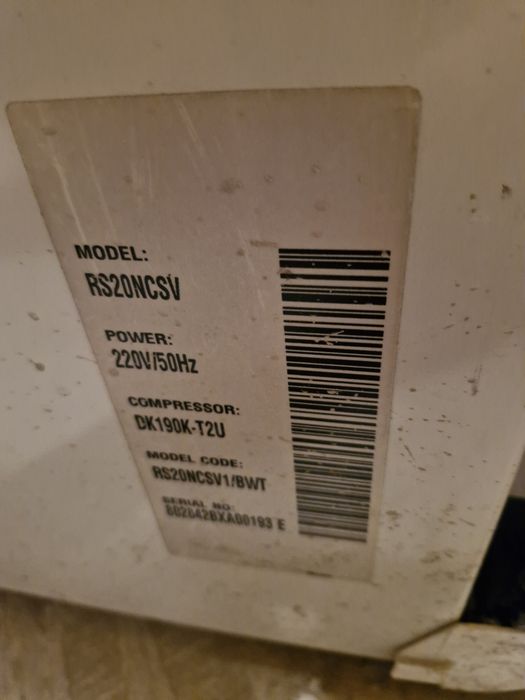 MODEL:
RS20NCSV
POWER:
220V/50Hz
COMPRESSOR:
DK190K-T2U
MODEL CODE:
RS20NCSV1/BWT
SERIAL NO: